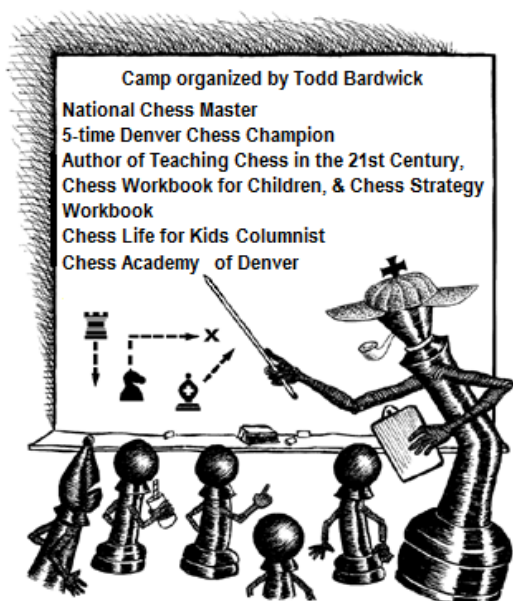 Camp organized by Todd Bardwick
National Chess Master
5-time Denver Chess Champion
Author of Teaching Chess in the 21st Century,
Chess Workbook for Children, & Chess Strategy
Workbook
Chess Life for Kids Columnist
Chess Academy of Denver
X